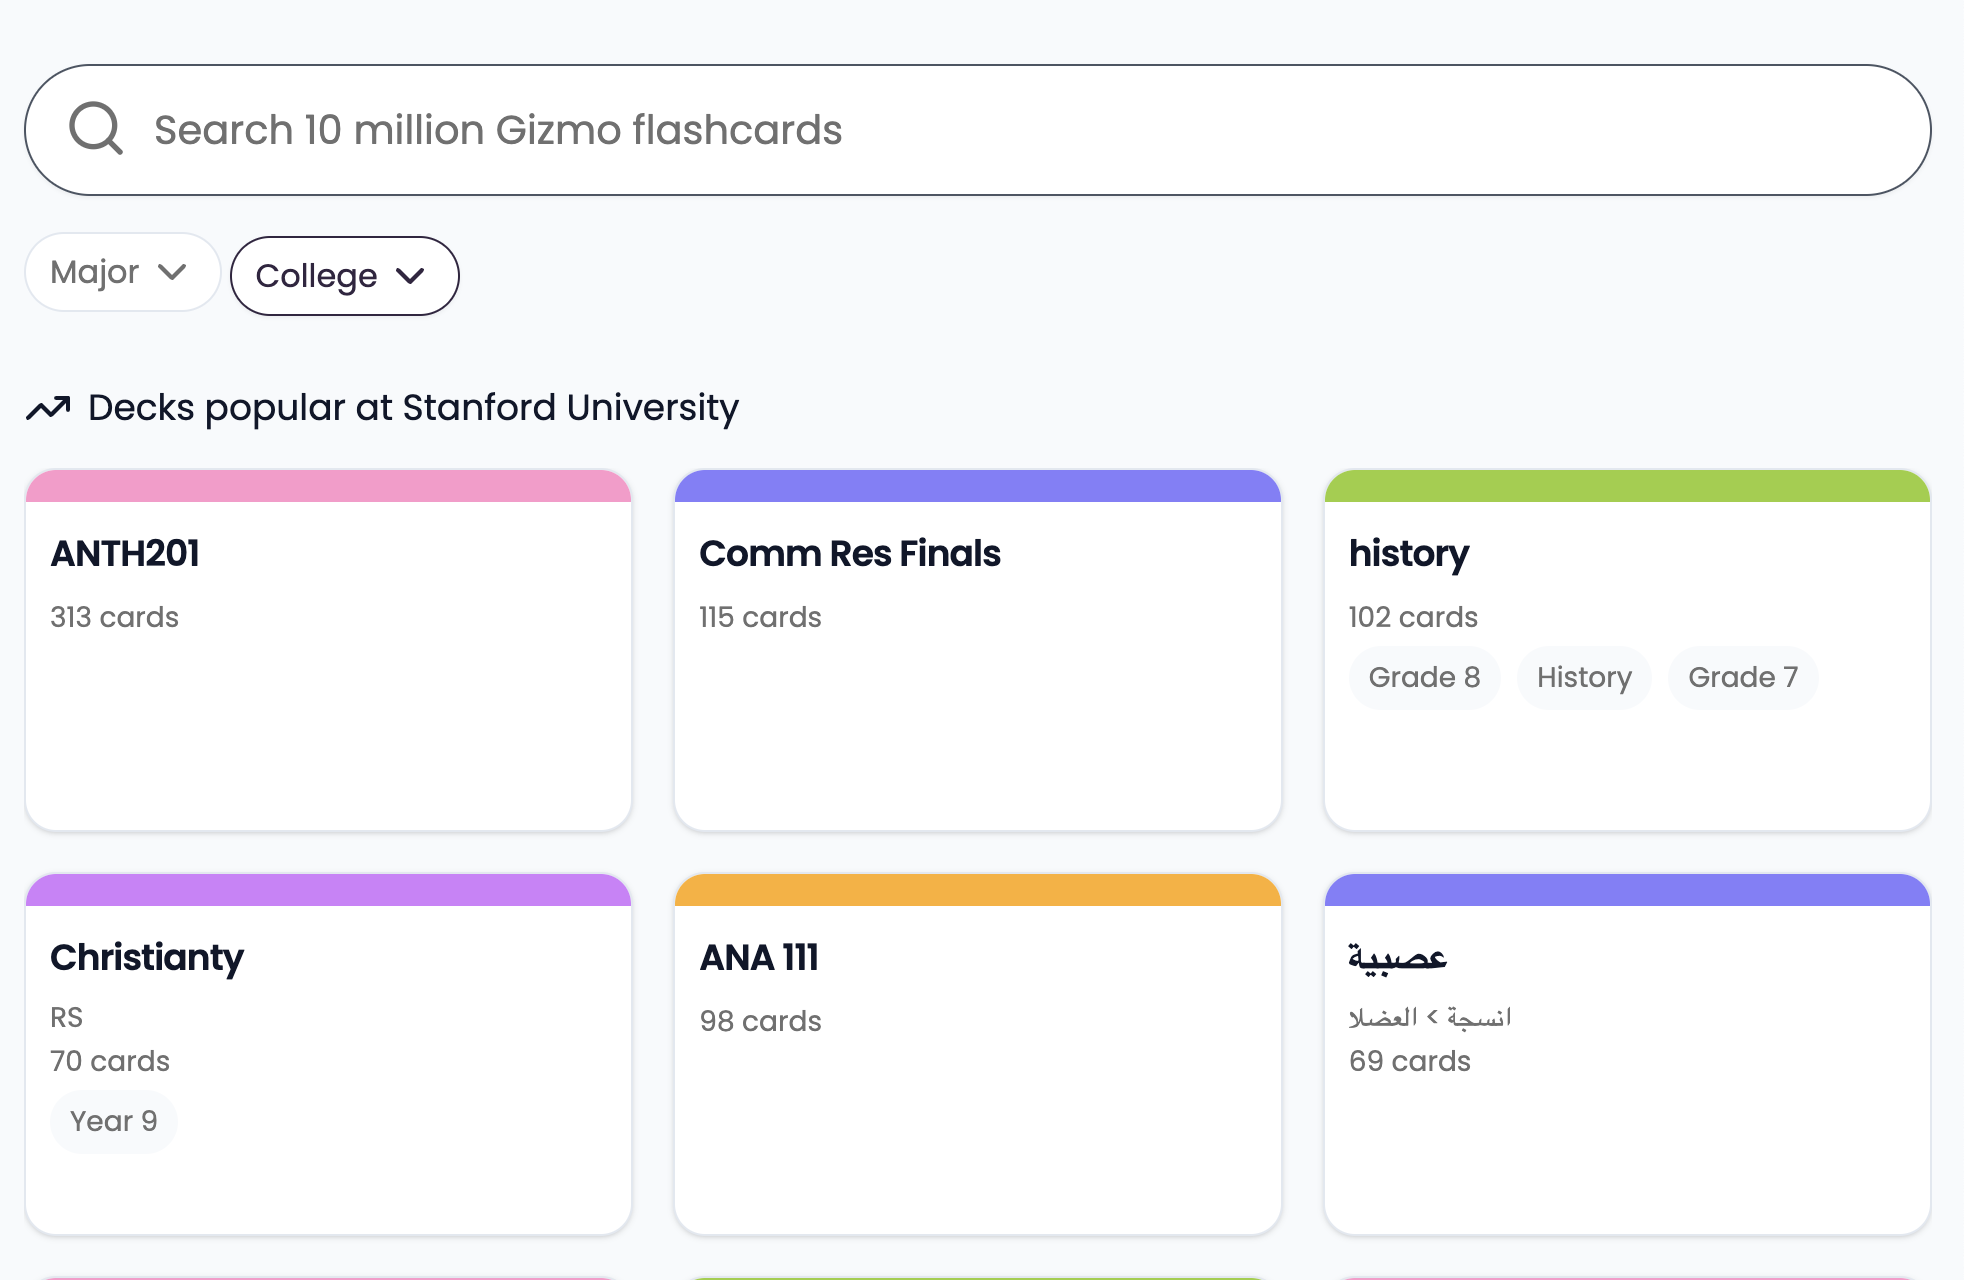 Search 10 million Gizmo flashcards
Major
College
Decks popular at Stanford University
ANTH201
313 cards
Comm Res Finals
115 cards
history
102 cards
Grade 8
History
Grade 7
Christianty
RS
70 cards
Year 9
ANA 111
98 cards
عصبية
انسجة > العضلا
69 cards